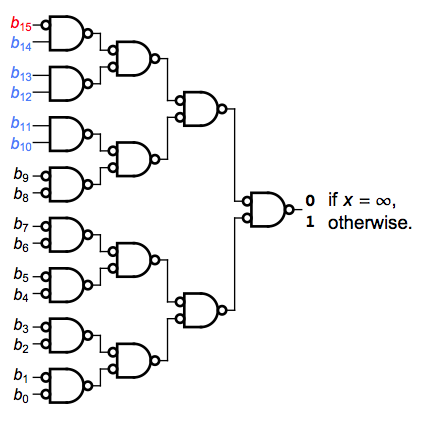 b₁₅
b₁₄
b₁₃
b₁₂
b₁₁
b₁₀
b₉
b₈
b₇
b₆
b₅
b₄
b₃
b₂
b₁
b₀
0 if x = ∞,
1 otherwise.